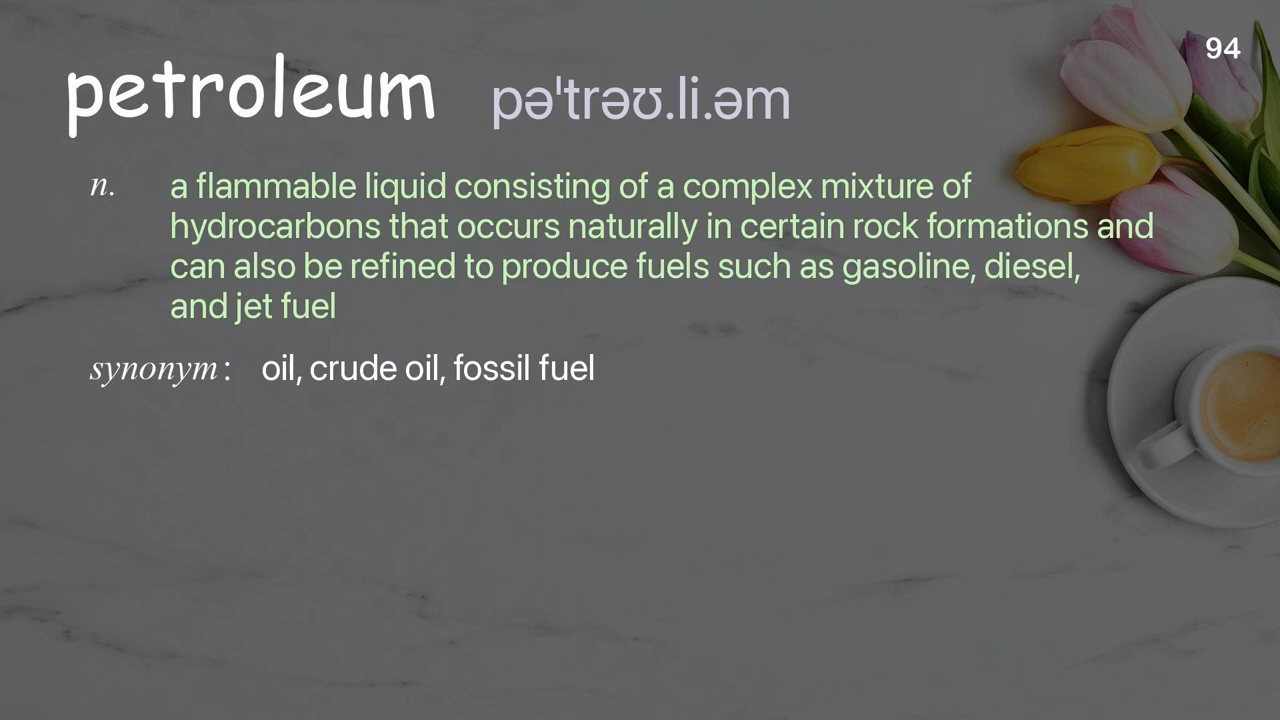 94
petroleum pəˈtrəʊ.li.əm
n. a flammable liquid consisting of a complex mixture of
hydrocarbons that occurs naturally in certain rock formations and
can also be refined to produce fuels such as gasoline, diesel,
and jet fuel
synonym: oil, crude oil, fossil fuel